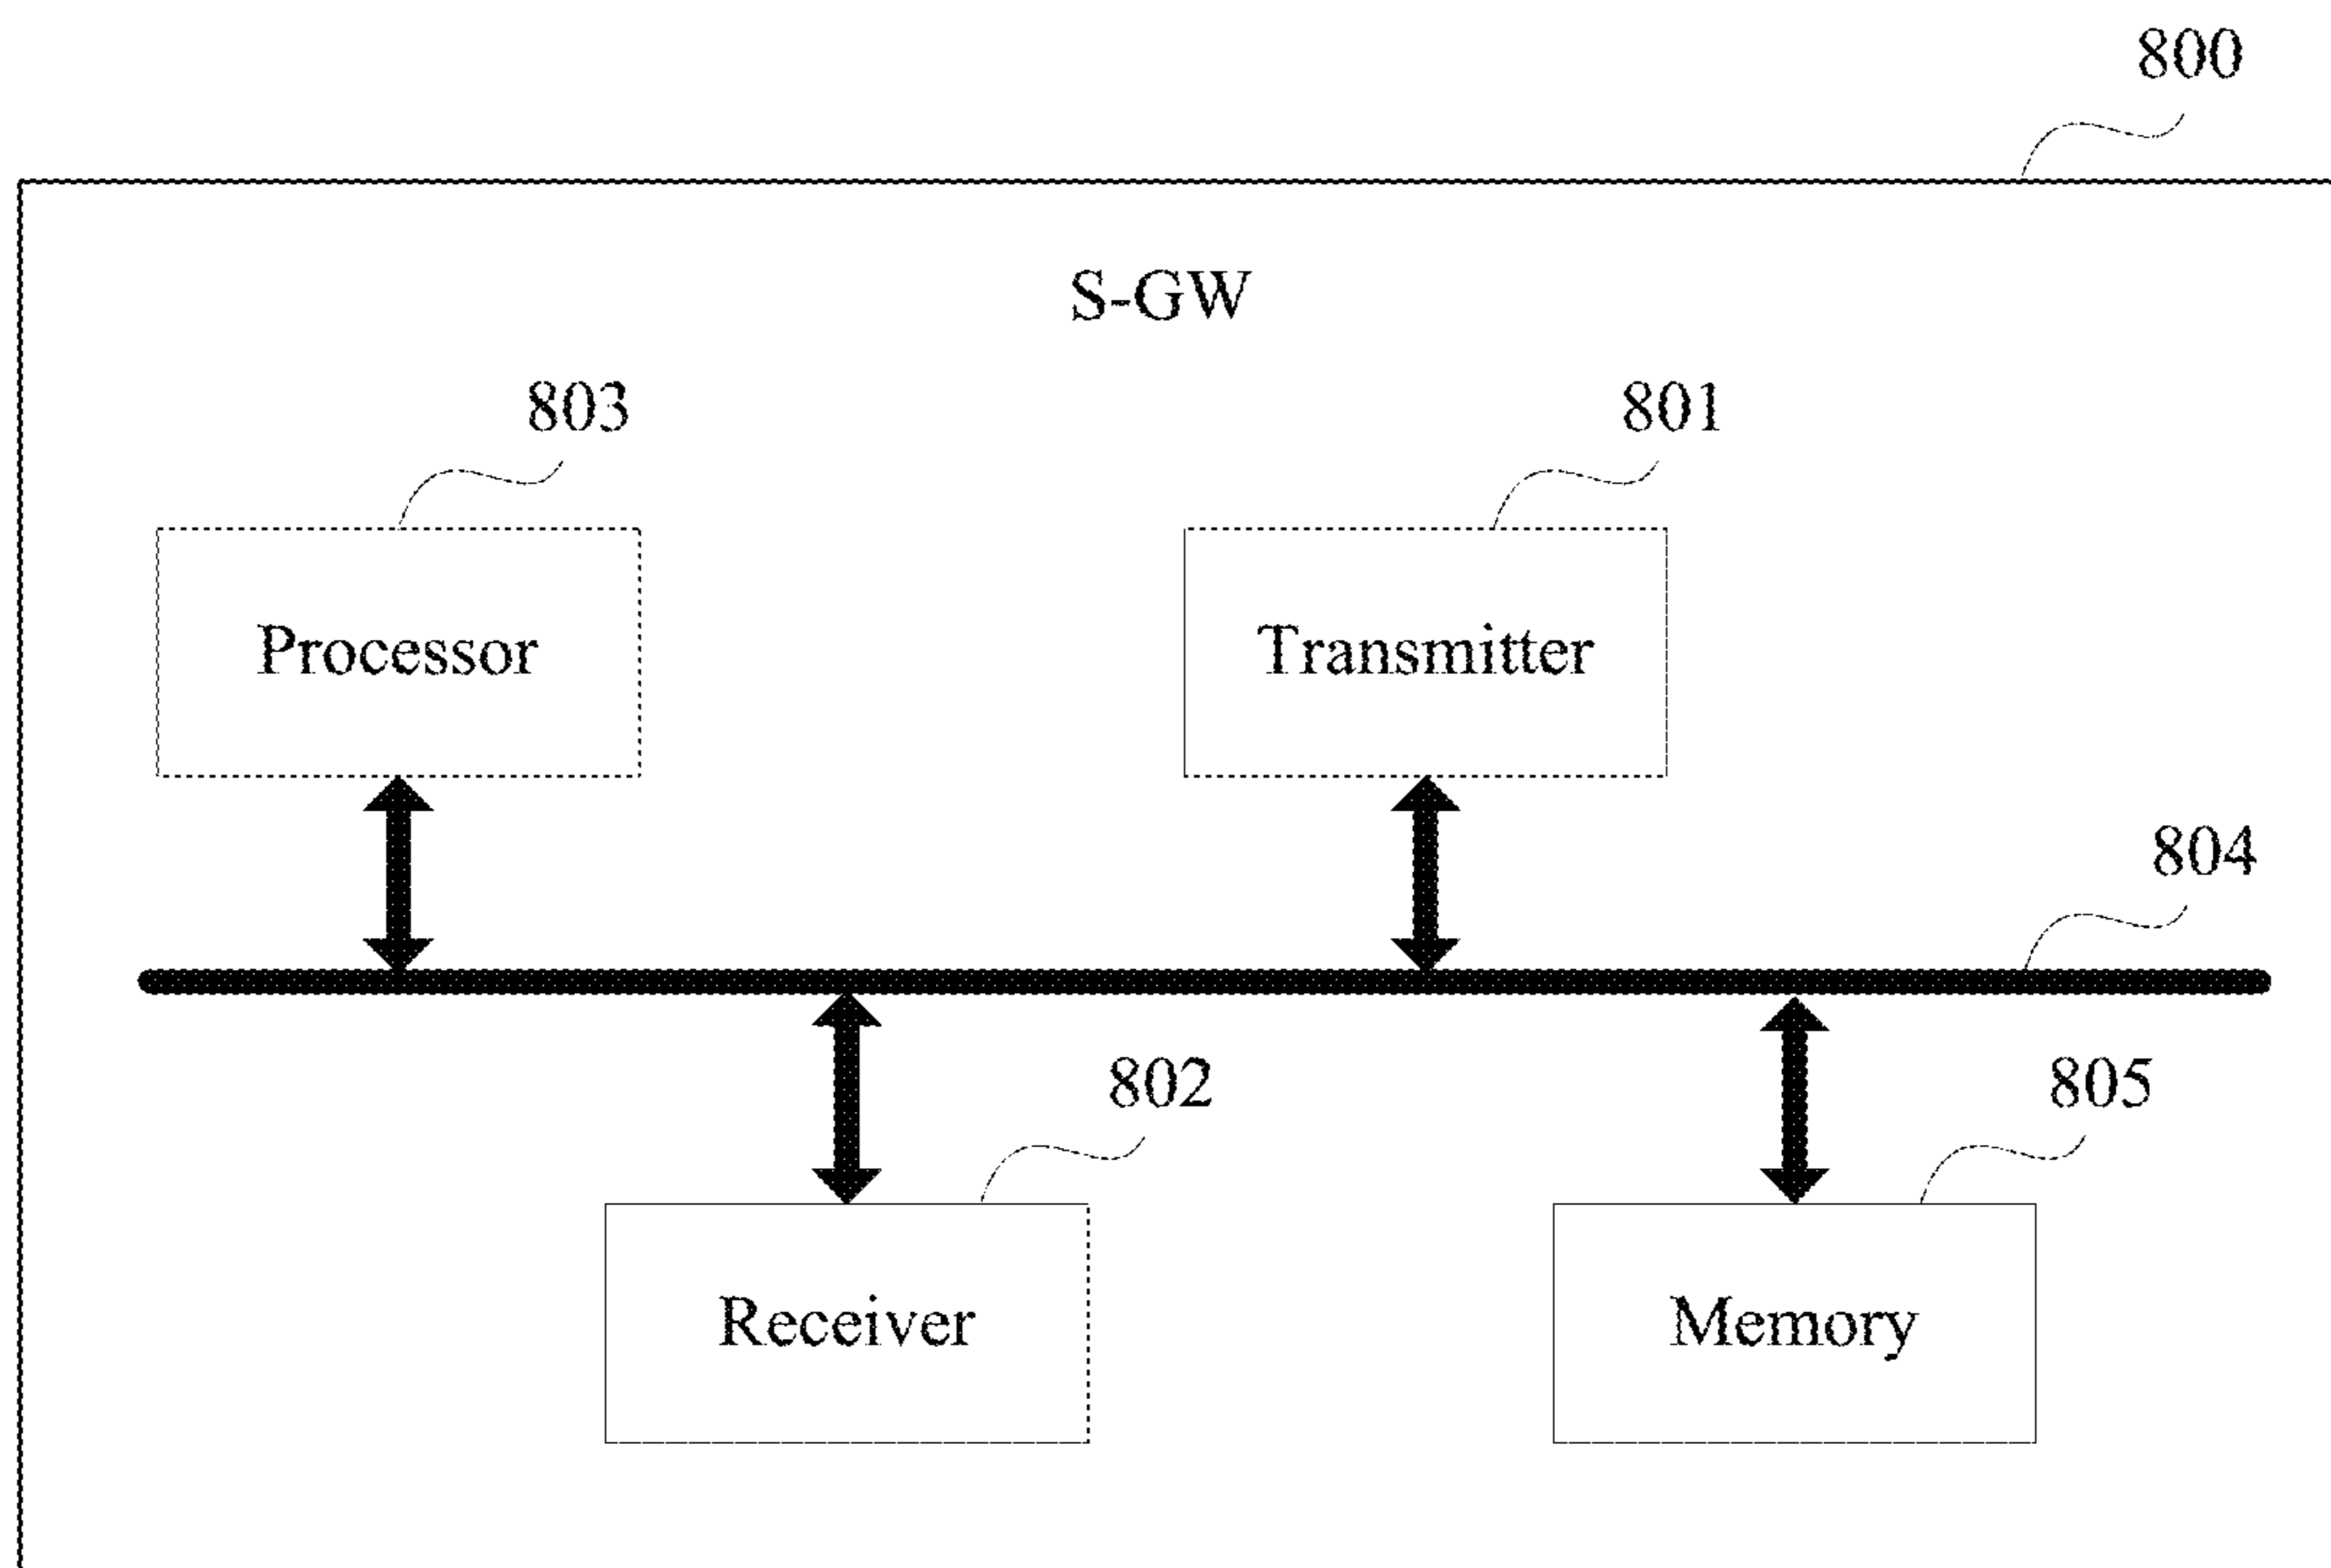 800
S-GW
803
801
Processor
Transmitter
804
802
805
Receiver
Memory